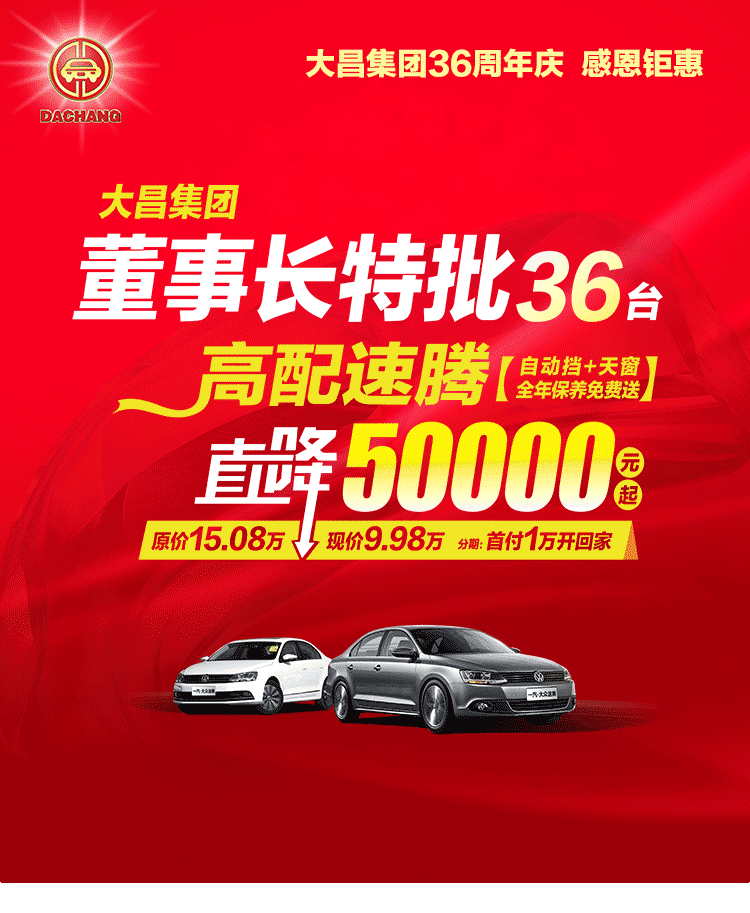 大昌集团36周年庆 感恩钜惠
DACHANG
大昌集团
董事长特批36台
高配速腾【自动挡+天窗
全年保养免费送】
直降50000元起
原价15.08万 现价9.98万 分期: 首付1万开回家
一汽-大众速腾
一汽-大众速腾